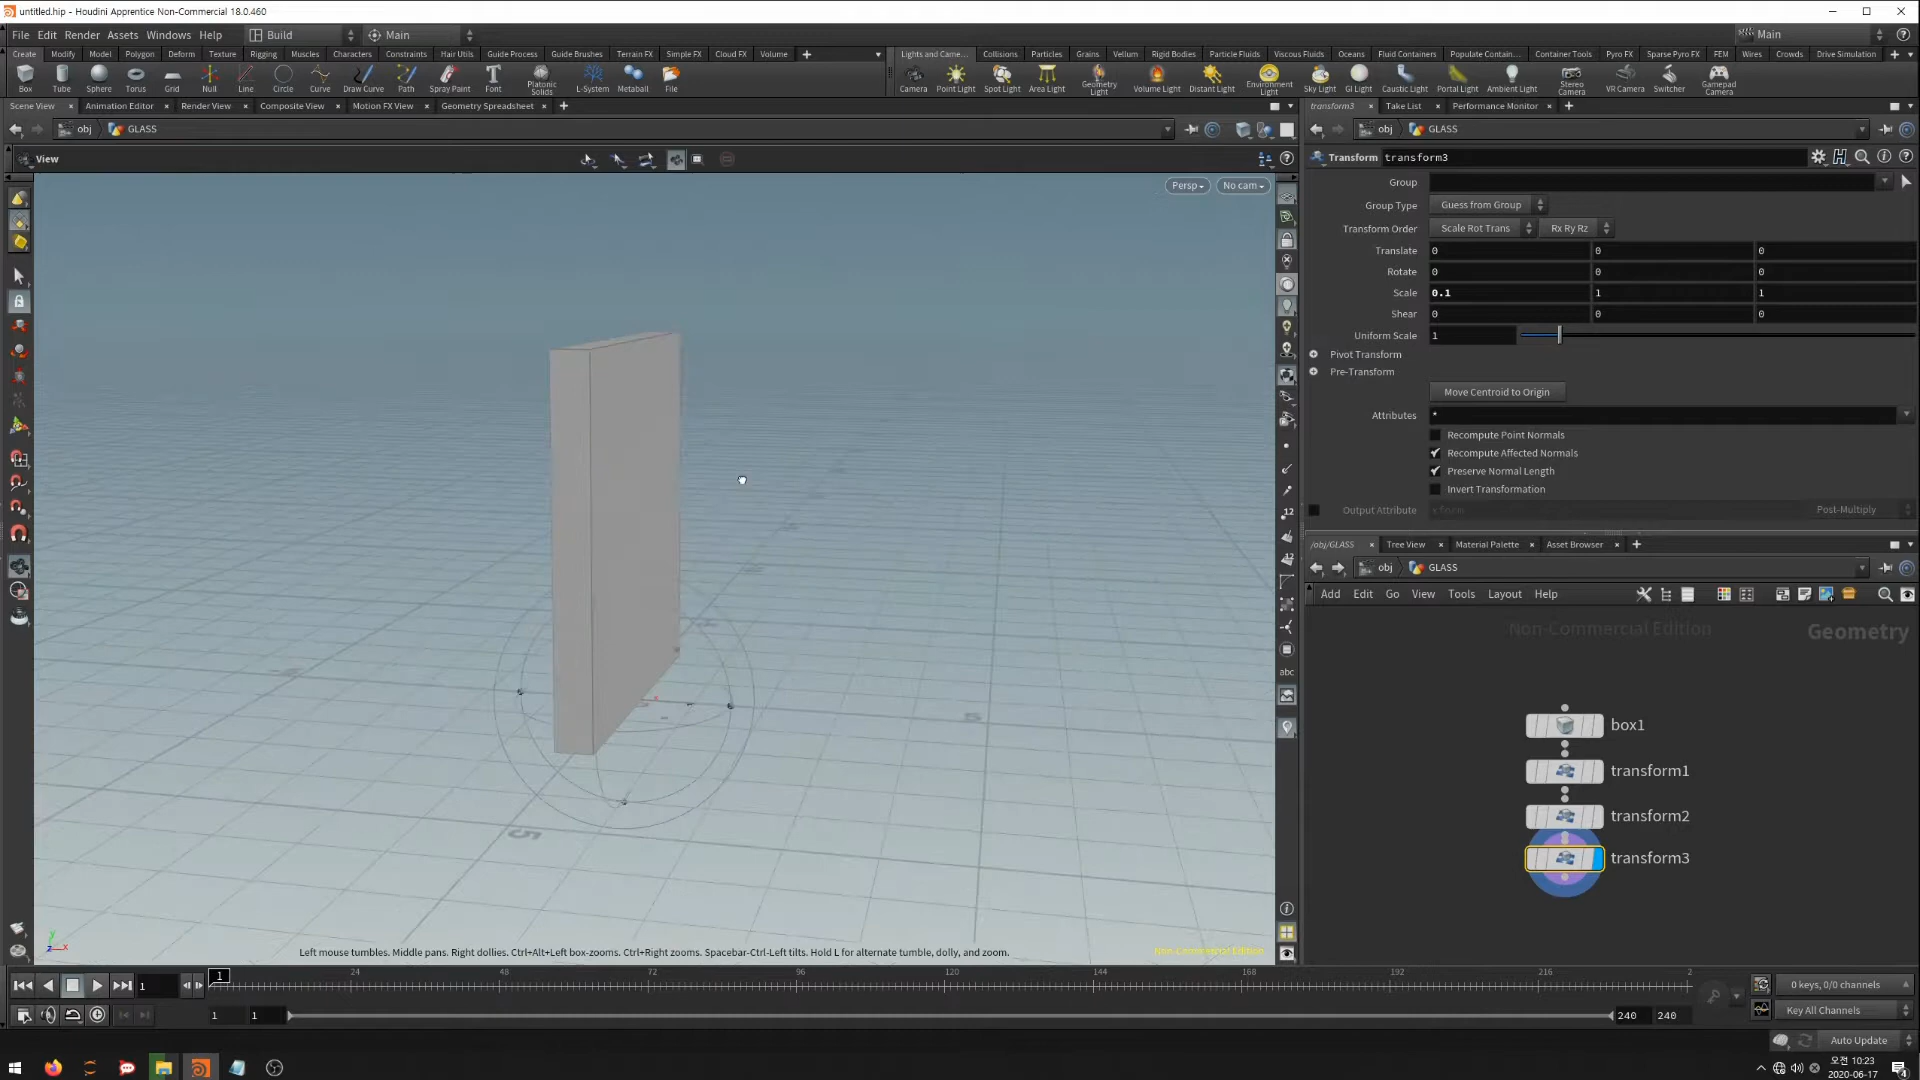 untitled.hip - Houdini Apprentice Non-Commercial 18.0.460
File Edit Render Assets Windows Help Build Main Main
Create Modify Model Polygon Deform Texture Rigging Muscles Characters Constraints Hair Utils Guide Process Guide Brushes Terrain FX Simple FX Cloud FX Volume
Lights and Came... Collisions Particles Grains Vellum Rigid Bodies Particle Fluids Viscous Fluids Oceans Fluid Containers Populate Contain... Container Tools Pyro FX Sparse Pyro FX FEM Wires Crowds Drive Simulation
Box Tube Sphere Torus Grid Null Line Circle Curve Draw Curve Path Spray Paint Font Platonic Solids L-System Metaball File
Camera Point Light Spot Light Area Light Geometry Light Volume Light Distant Light Environment Light Sky Light GI Light Caustic Light Portal Light Ambient Light Stereo Camera VR Camera Switcher Gamepad Camera
Scene View Animation Editor Render View Composite View Motion FX View Geometry Spreadsheet
transform3 Take List Performance Monitor
obj GLASS
obj GLASS
View
Persp No cam
Transform transform3
Group
Group Type Guess from Group
Transform Order Scale Rot Trans Rx Ry Rz
Translate 0 0 0
Rotate 0 0 0
Scale 0.1 1 1
Shear 0 0 0
Uniform Scale 1
Pivot Transform
Pre-Transform
Move Centroid to Origin
Attributes *
Recompute Point Normals
Recompute Affected Normals
Preserve Normal Length
Invert Transformation
Output Attribute xform Post-Multiply
/obj/GLASS Tree View Material Palette Asset Browser
obj GLASS
Add Edit Go View Tools Layout Help
Non-Commercial Edition Geometry
box1
transform1
transform2
transform3
12
12
abc
5
y
z x
Left mouse tumbles. Middle pans. Right dollies. Ctrl+Alt+Left box-zooms. Ctrl+Right zooms. Spacebar-Ctrl-Left tilts. Hold L for alternate tumble, dolly, and zoom.
Non-Commercial Edition
1 1 24 48 72 96 120 144 168 192 216 2
0 keys, 0/0 channels
1 1 240 240
Key All Channels
Auto Update
오전 10:23
2020-06-17
4